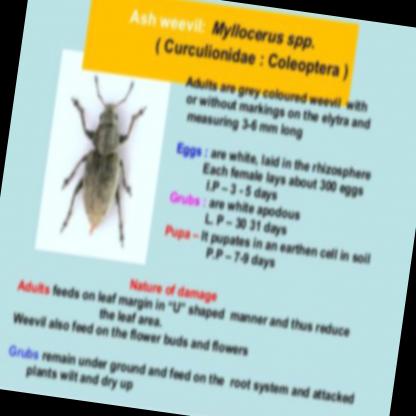 Ash weevil: Myllocerus spp.
( Curculionidae : Coleoptera )
Adults are grey coloured weevil with
or without markings on the elytra and
measuring 3-6 mm long
Eggs : are white, laid in the rhizosphere
Each female lays about 300 eggs
I.P – 3 - 5 days
Grubs : are white apodous
L. P – 30 31 days
Pupa – It pupates in an earthen cell in soil
P.P – 7-9 days
Nature of damage
Adults feeds on leaf margin in "U" shaped manner and thus reduce
the leaf area.
Weevil also feed on the flower buds and flowers
Grubs remain under ground and feed on the root system and attacked
plants wilt and dry up